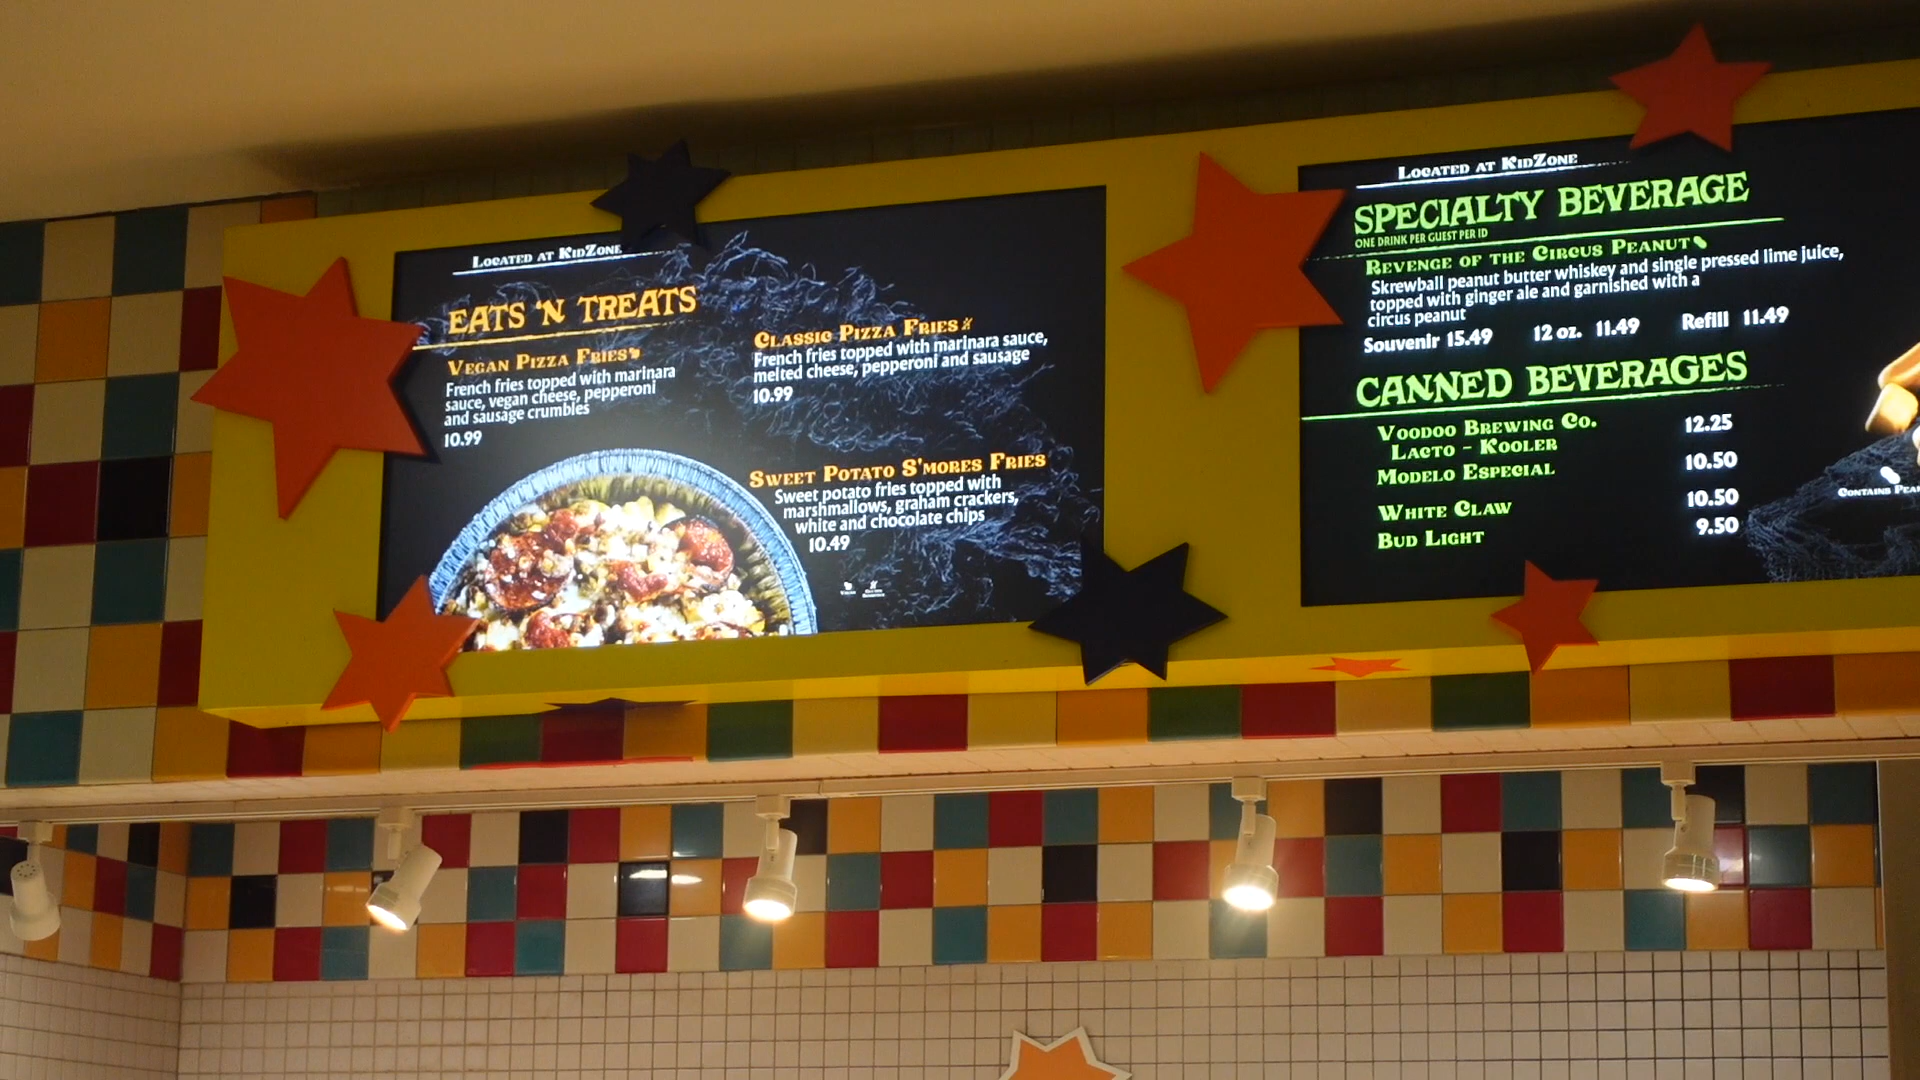 Located at KidZone
Eats 'N Treats
Vegan Pizza Fries
French fries topped with marinara
sauce, vegan cheese, pepperoni
and sausage crumbles
10.99
Classic Pizza Fries
French fries topped with marinara sauce,
melted cheese, pepperoni and sausage
10.99
Sweet Potato S'mores Fries
Sweet potato fries topped with
marshmallows, graham crackers,
white and chocolate chips
10.49
Vegan
Located at KidZone
Specialty Beverage
ONE DRINK PER GUEST PER ID
Revenge of the Circus Peanut
Skrewball peanut butter whiskey and single pressed lime juice,
topped with ginger ale and garnished with a
circus peanut
Souvenir 15.49 12 oz. 11.49 Refill 11.49
Canned Beverages
Voodoo Brewing Co. 12.25
Lacto - Kooler
Modelo Especial 10.50
White Claw 10.50
Bud Light 9.50
Contains